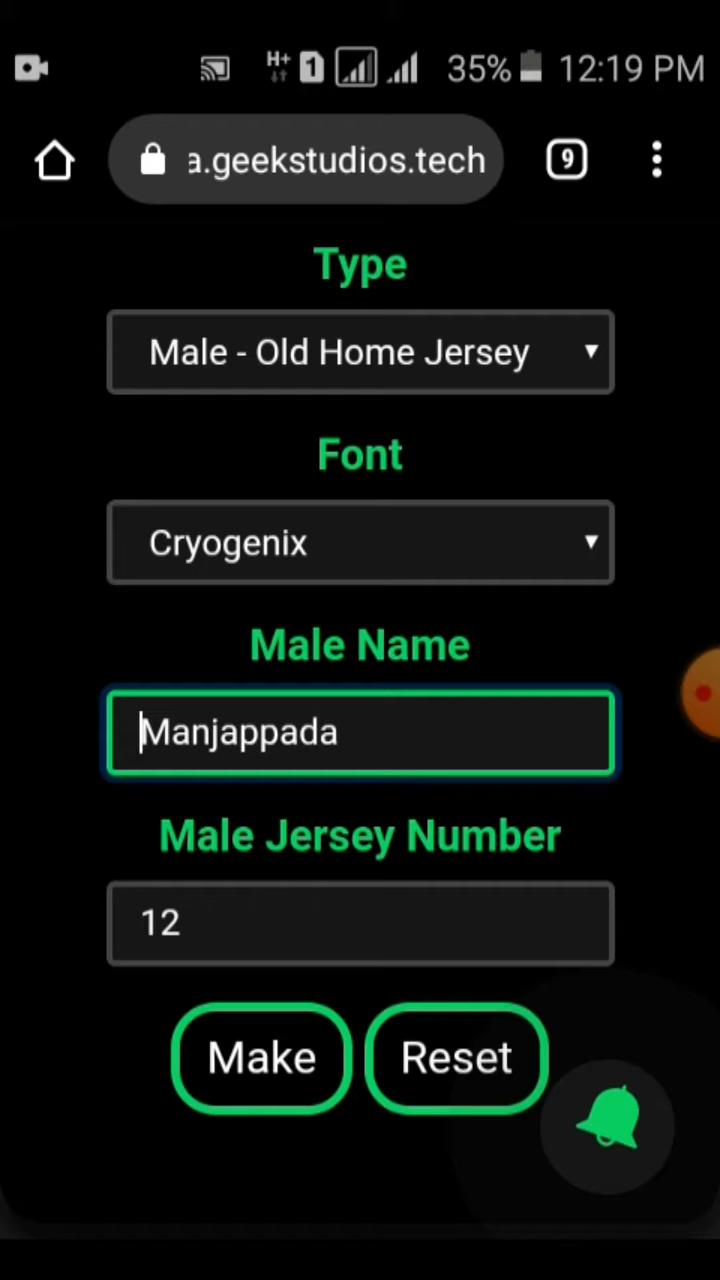 H+ 1 35% 12:19 PM
a.geekstudios.tech 9
Type
Male - Old Home Jersey
Font
Cryogenix
Male Name
Manjappada
Male Jersey Number
12
Make Reset